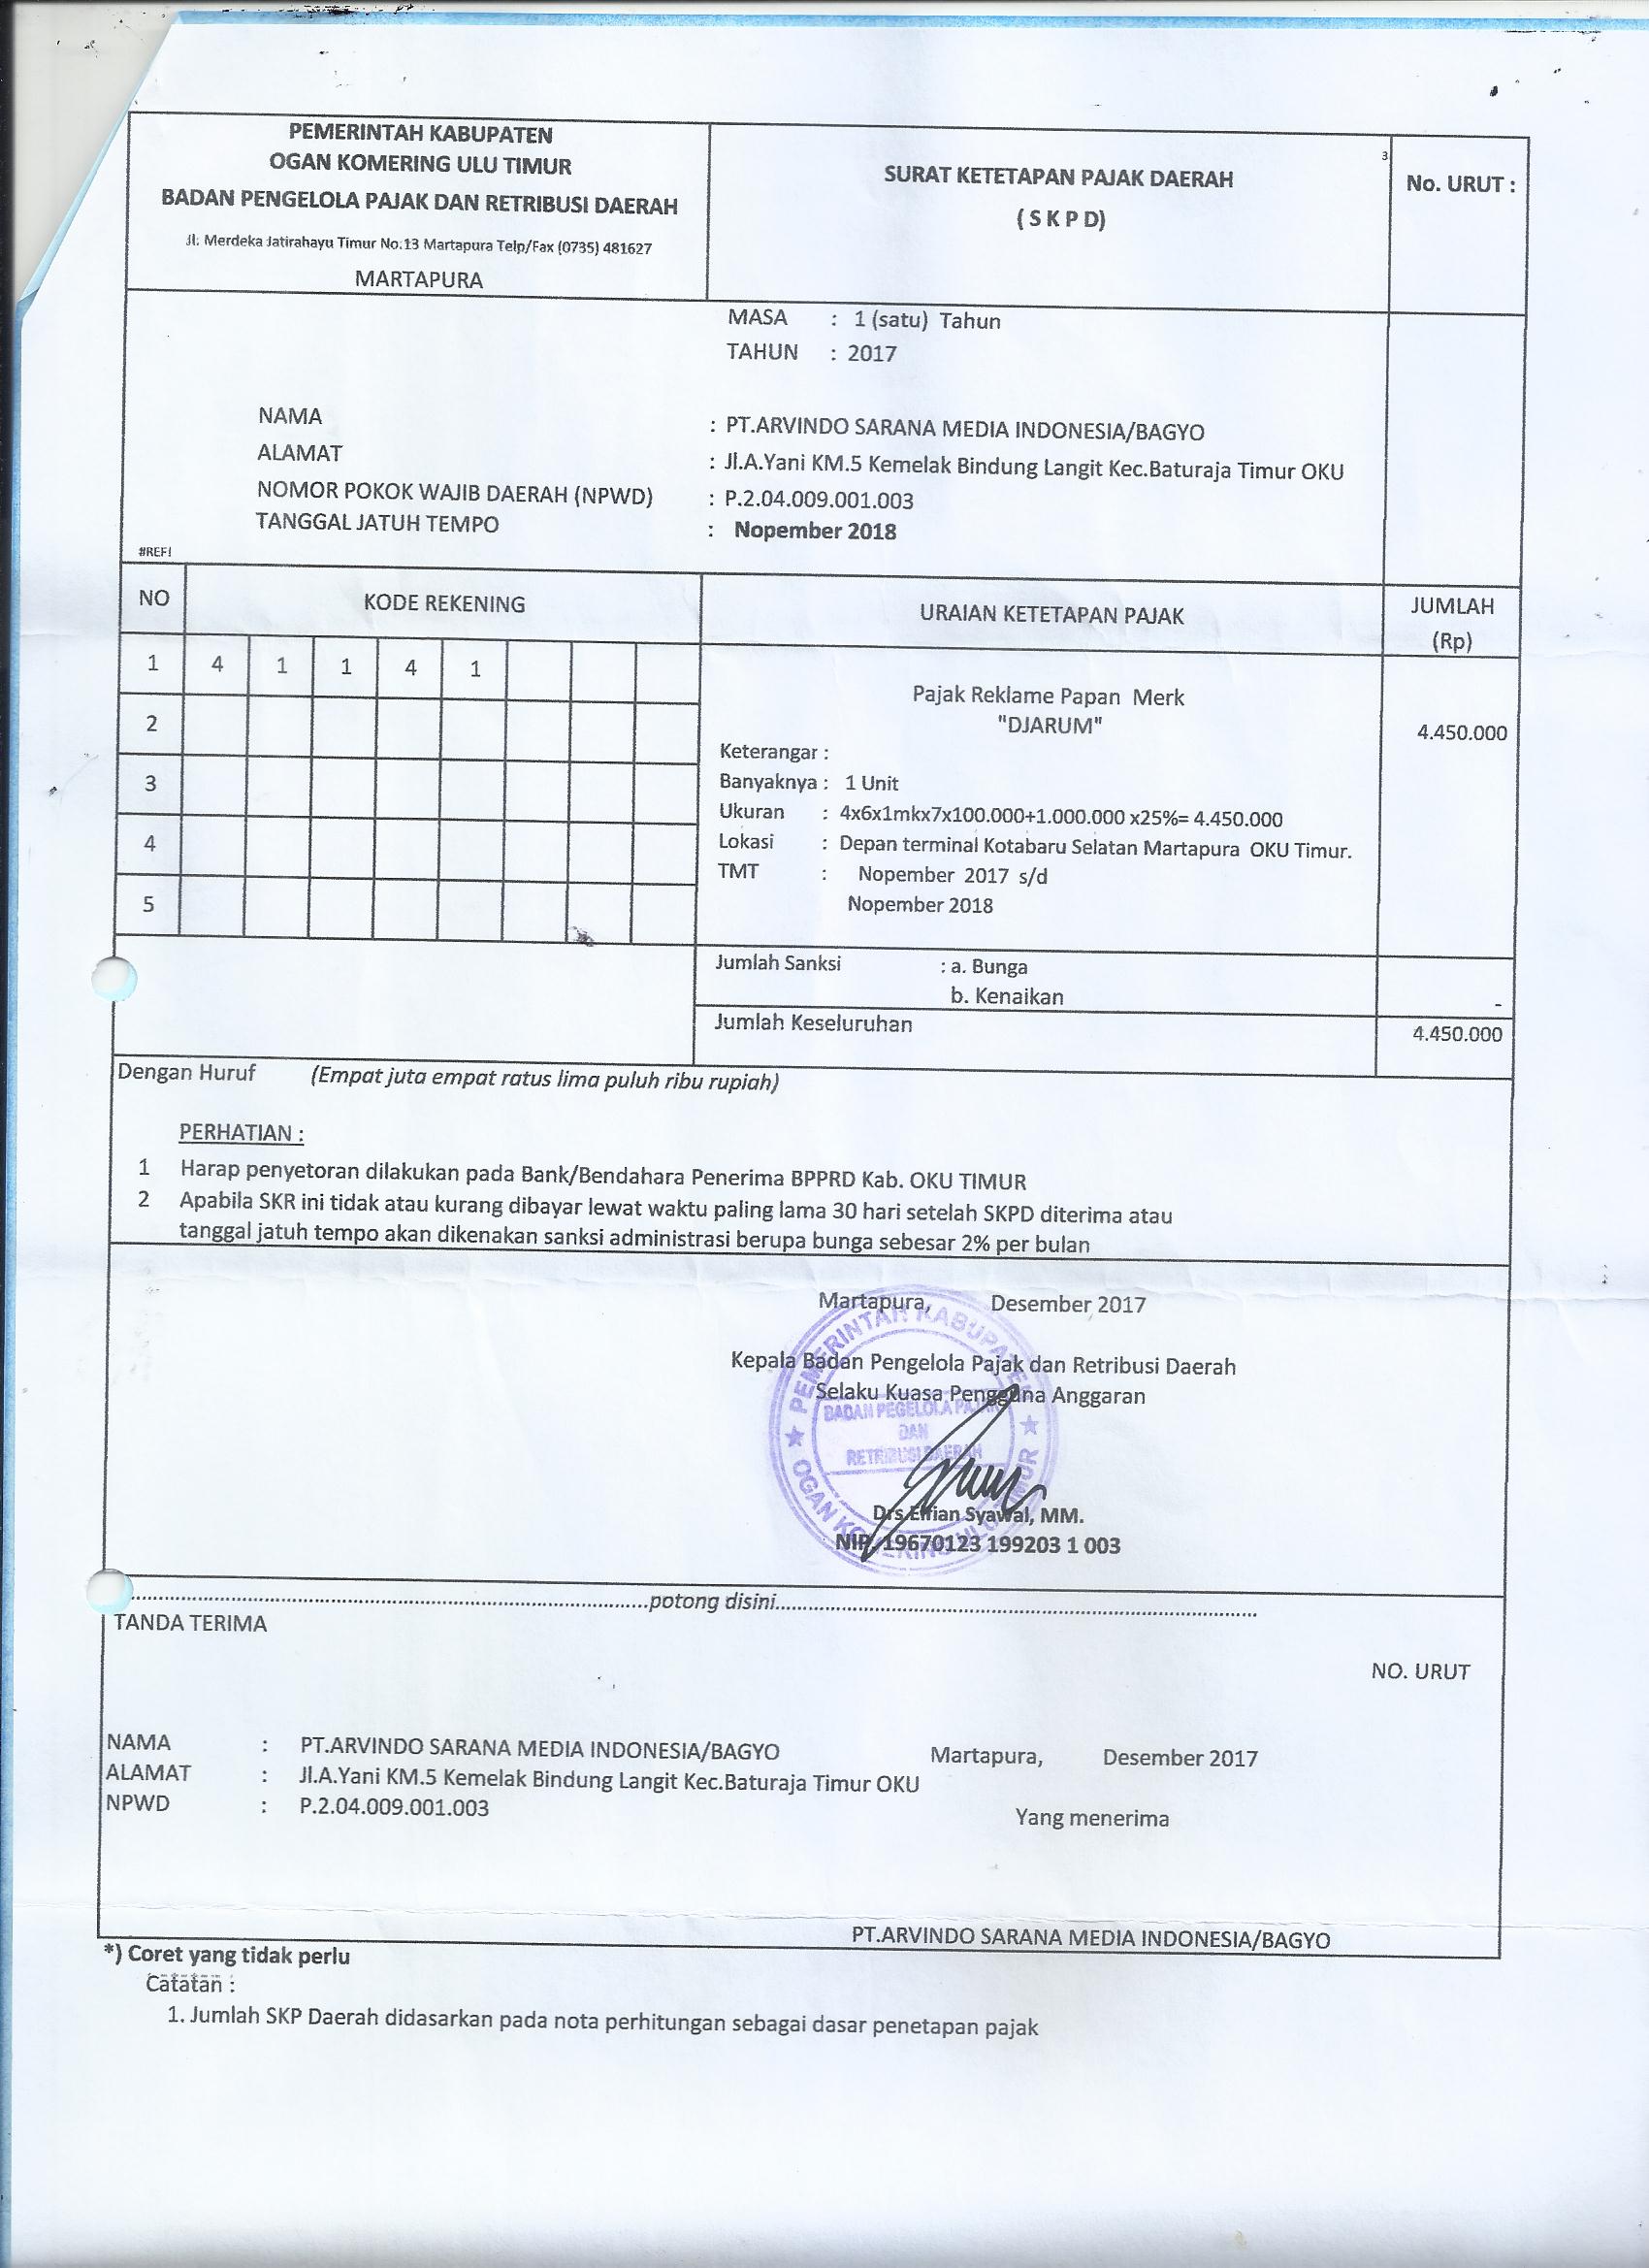 PEMERINTAH KABUPATEN
OGAN KOMERING ULU TIMUR
BADAN PENGELOLA PAJAK DAN RETRIBUSI DAERAH
Jl. Merdeka Jatirahayu Timur No.13 Martapura Telp/Fax (0735) 481627
MARTAPURA
SURAT KETETAPAN PAJAK DAERAH
( S K P D)
3
No. URUT :
MASA : 1 (satu) Tahun
TAHUN : 2017
NAMA : PT.ARVINDO SARANA MEDIA INDONESIA/BAGYO
ALAMAT : Jl.A.Yani KM.5 Kemelak Bindung Langit Kec.Baturaja Timur OKU
NOMOR POKOK WAJIB DAERAH (NPWD) : P.2.04.009.001.003
TANGGAL JATUH TEMPO : Nopember 2018
#REF!
NO KODE REKENING URAIAN KETETAPAN PAJAK JUMLAH
(Rp)
1 4 1 1 4 1
2
3
4
5
Pajak Reklame Papan Merk
"DJARUM" 4.450.000
Keterangar :
Banyaknya : 1 Unit
Ukuran : 4x6x1mkx7x100.000+1.000.000 x25%= 4.450.000
Lokasi : Depan terminal Kotabaru Selatan Martapura OKU Timur.
TMT : Nopember 2017 s/d
Nopember 2018
Jumlah Sanksi : a. Bunga
b. Kenaikan -
Jumlah Keseluruhan 4.450.000
Dengan Huruf (Empat juta empat ratus lima puluh ribu rupiah)
PERHATIAN :
1 Harap penyetoran dilakukan pada Bank/Bendahara Penerima BPPRD Kab. OKU TIMUR
2 Apabila SKR ini tidak atau kurang dibayar lewat waktu paling lama 30 hari setelah SKPD diterima atau
tanggal jatuh tempo akan dikenakan sanksi administrasi berupa bunga sebesar 2% per bulan
Martapura, Desember 2017
Kepala Badan Pengelola Pajak dan Retribusi Daerah
Selaku Kuasa Pengguna Anggaran
PEMERINTAH KABUPATEN
BADAN PEGELOLA PAJAK
DAN
RETRIBUSI DAERAH
OGAN KOMERING ULU TIMUR
Drs.Elfian Syawal, MM.
NIP. 19670123 199203 1 003
potong disini
TANDA TERIMA
NO. URUT
NAMA : PT.ARVINDO SARANA MEDIA INDONESIA/BAGYO
ALAMAT : Jl.A.Yani KM.5 Kemelak Bindung Langit Kec.Baturaja Timur OKU
NPWD : P.2.04.009.001.003
Martapura, Desember 2017
Yang menerima
PT.ARVINDO SARANA MEDIA INDONESIA/BAGYO
*) Coret yang tidak perlu
Catatan :
1. Jumlah SKP Daerah didasarkan pada nota perhitungan sebagai dasar penetapan pajak